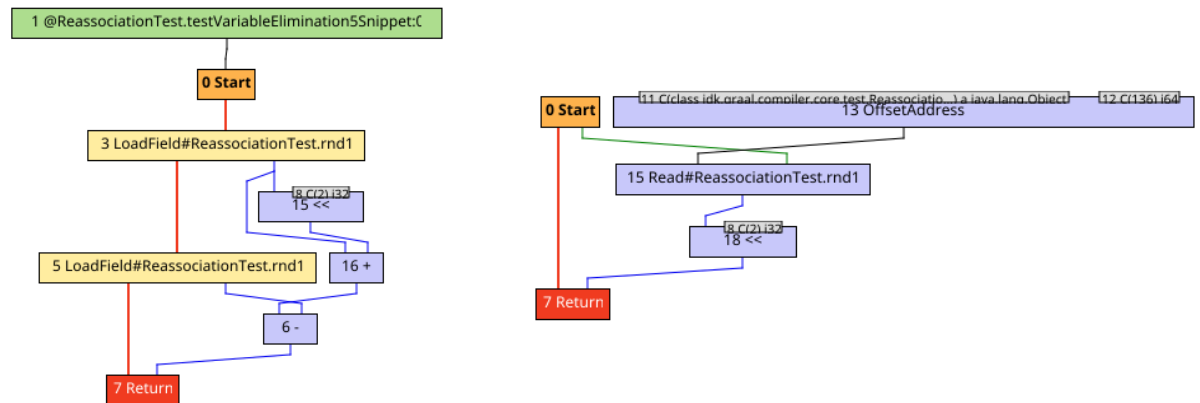 1 @ReassociationTest.testVariableElimination5Snippet:0
0 Start
3 LoadField#ReassociationTest.rnd1
8 C(2) i32
15 <<
5 LoadField#ReassociationTest.rnd1
16 +
6 -
7 Return
11 C(class jdk.graal.compiler.core.test.Reassociatio...) a java.lang.Object
12 C(136) i64
0 Start
13 OffsetAddress
15 Read#ReassociationTest.rnd1
8 C(2) i32
18 <<
7 Return